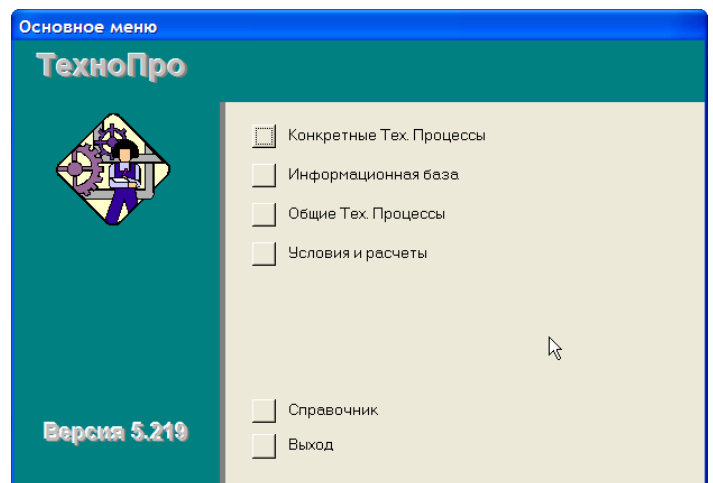 Основное меню
ТехноПро
Конкретные Тех. Процессы
Информационная база
Общие Тех. Процессы
Условия и расчеты
Справочник
Версия 5.219
Выход